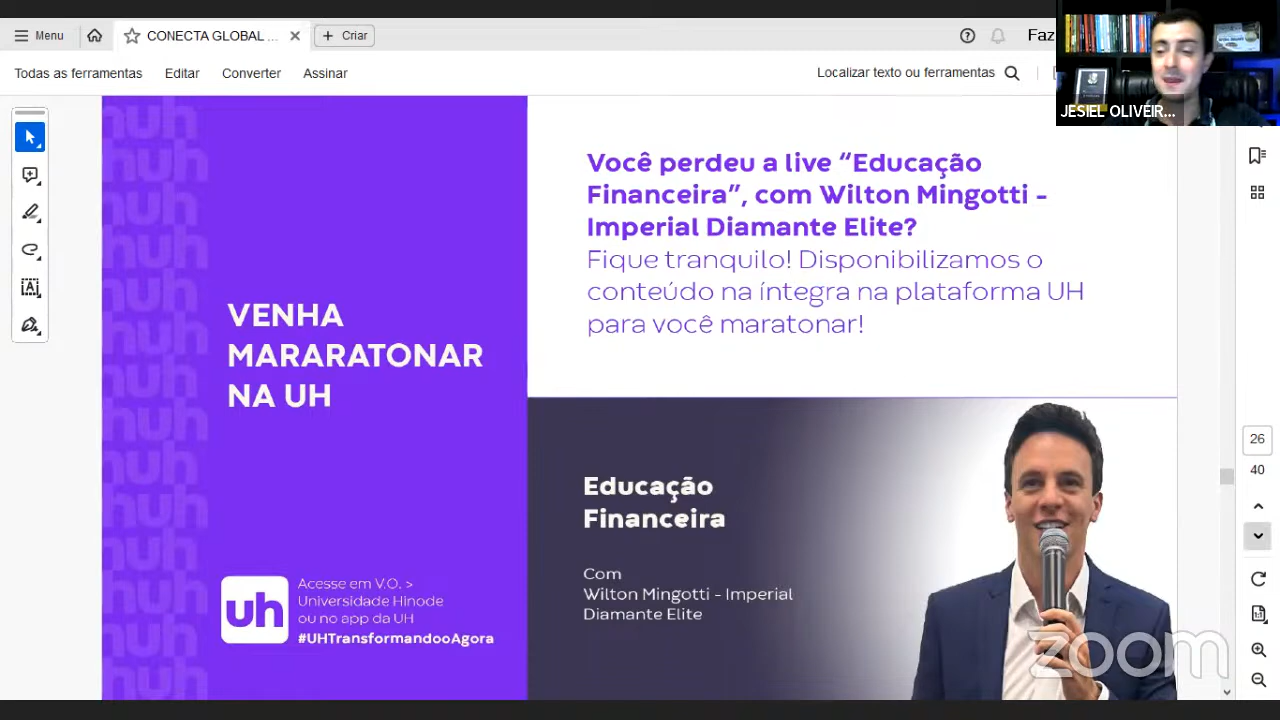 Menu
CONECTA GLOBAL ...
Criar
Faz
Todas as ferramentas
Editar
Converter
Assinar
Localizar texto ou ferramentas
JESIEL OLIVÉIR...
Você perdeu a live “Educação
Financeira”, com Wilton Mingotti -
Imperial Diamante Elite?
Fique tranquilo! Disponibilizamos o
conteúdo na íntegra na plataforma UH
para você maratonar!
VENHA
MARARATONAR
NA UH
uh
Acesse em V.O. >
Universidade Hinode
ou no app da UH
#UHTransformandooAgora
Educação
Financeira
Com
Wilton Mingotti - Imperial
Diamante Elite
26
40
zoom